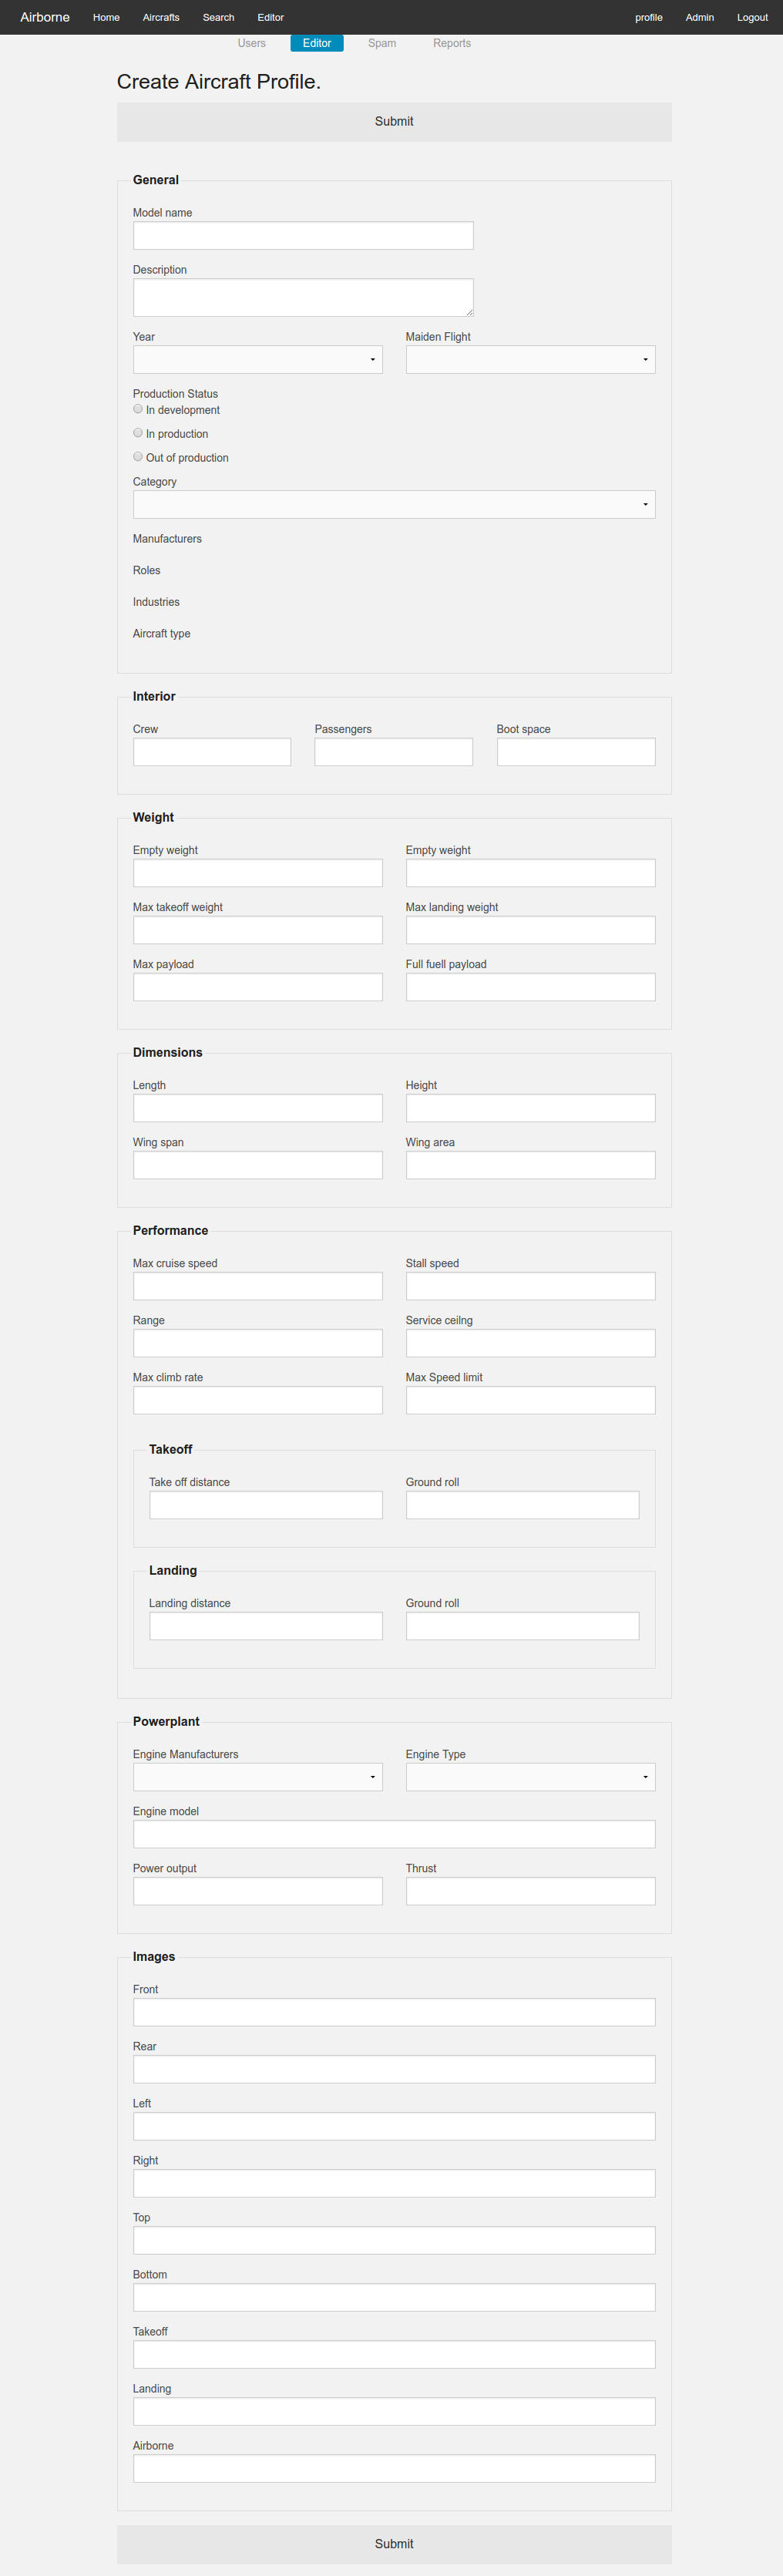 Airborne Home Aircrafts Search Editor profile Admin Logout
Users Editor Spam Reports
Create Aircraft Profile.
Submit
General
Model name
Description
Year Maiden Flight
Production Status
In development
In production
Out of production
Category
Manufacturers
Roles
Industries
Aircraft type
Interior
Crew Passengers Boot space
Weight
Empty weight Empty weight
Max takeoff weight Max landing weight
Max payload Full fuell payload
Dimensions
Length Height
Wing span Wing area
Performance
Max cruise speed Stall speed
Range Service ceilng
Max climb rate Max Speed limit
Takeoff
Take off distance Ground roll
Landing
Landing distance Ground roll
Powerplant
Engine Manufacturers Engine Type
Engine model
Power output Thrust
Images
Front
Rear
Left
Right
Top
Bottom
Takeoff
Landing
Airborne
Submit